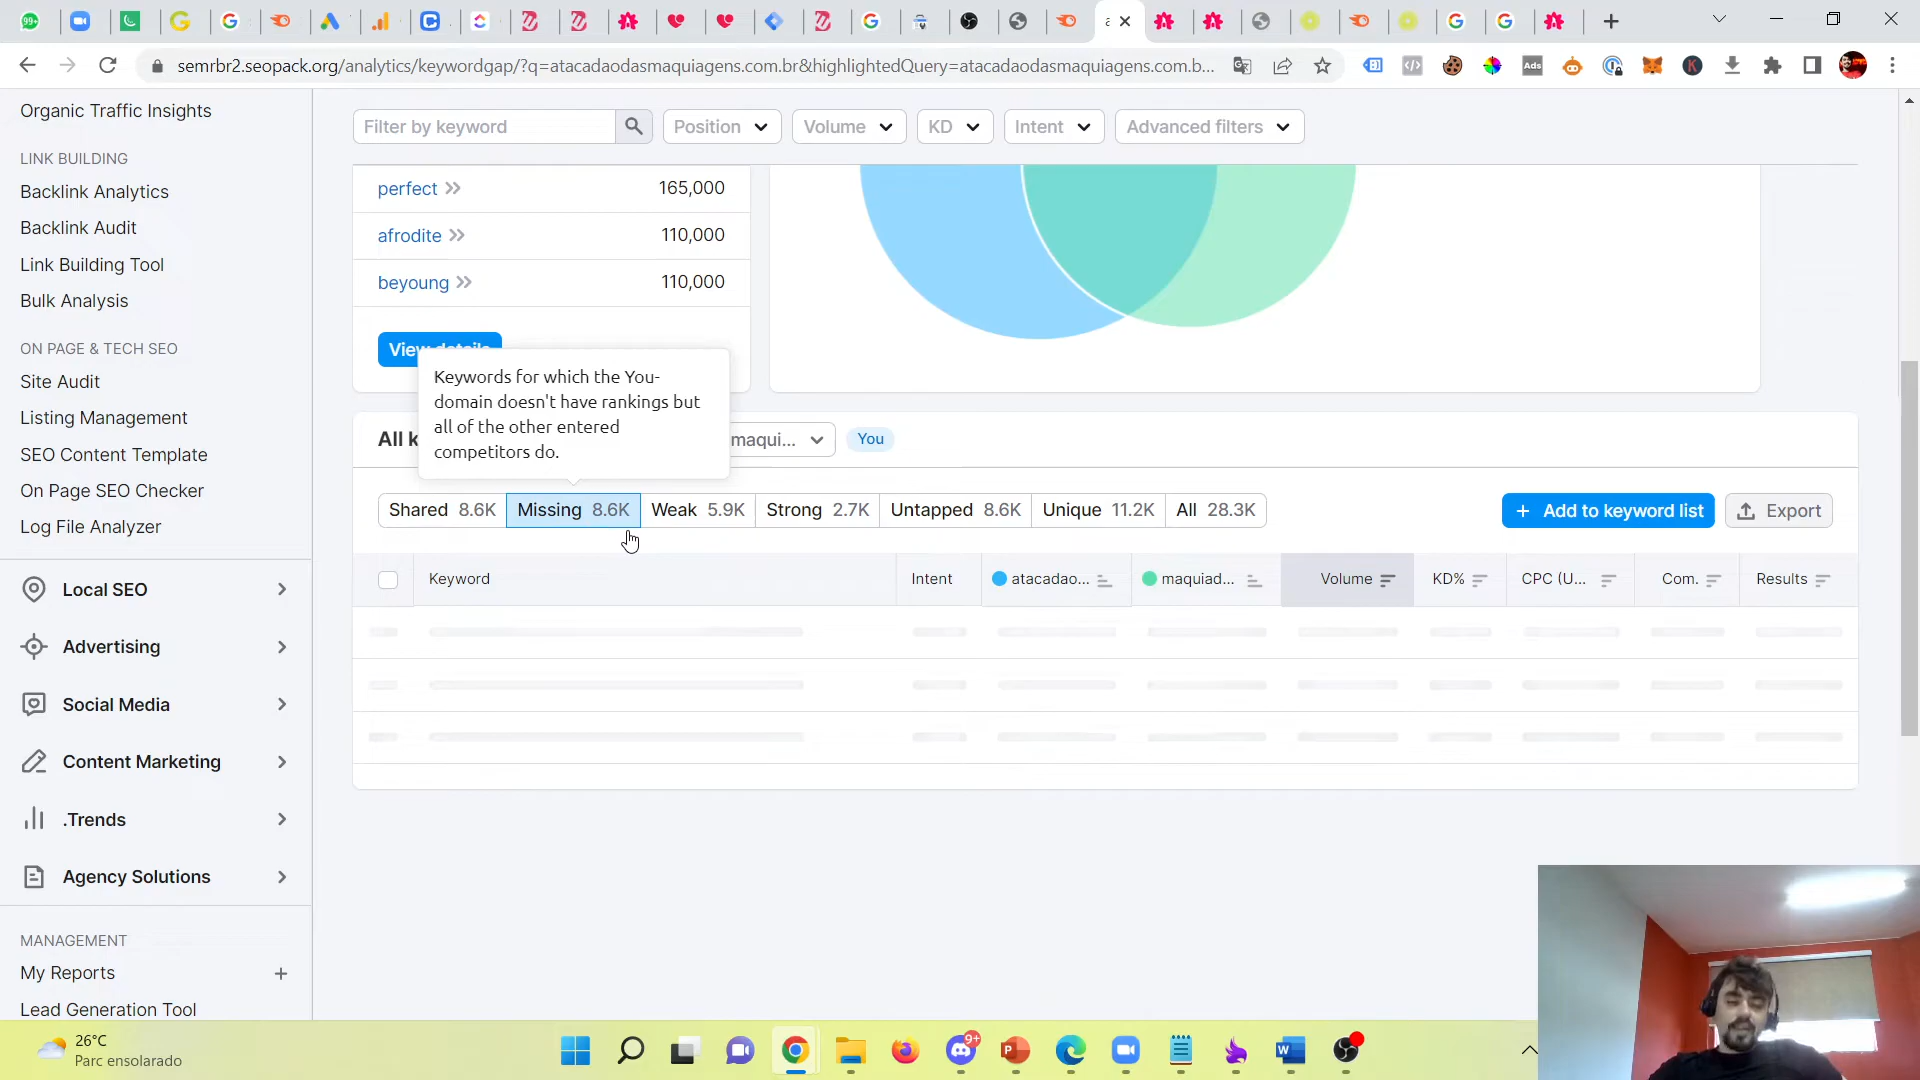 99+
Ads
semrbr2.seopack.org/analytics/keywordgap/?q=atacadaodasmaquiagens.com.br&highlightedQuery=atacadaodasmaquiagens.com.b...
Organic Traffic Insights
LINK BUILDING
Backlink Analytics
Backlink Audit
Link Building Tool
Bulk Analysis
ON PAGE & TECH SEO
Site Audit
Listing Management
SEO Content Template
On Page SEO Checker
Log File Analyzer
Local SEO
Advertising
Social Media
Content Marketing
.Trends
Agency Solutions
MANAGEMENT
My Reports
Lead Generation Tool
Filter by keyword
Position
Volume
KD
Intent
Advanced filters
perfect 165,000
afrodite 110,000
beyoung 110,000
View details
Keywords for which the You-
domain doesn't have rankings but
all of the other entered
competitors do.
All k
maqui...
You
Shared 8.6K
Missing 8.6K
Weak 5.9K
Strong 2.7K
Untapped 8.6K
Unique 11.2K
All 28.3K
+ Add to keyword list
Export
Keyword
Intent
atacadao...
maquiad...
Volume
KD%
CPC (U...
Com.
Results
26°C
Parc ensolarado
9+